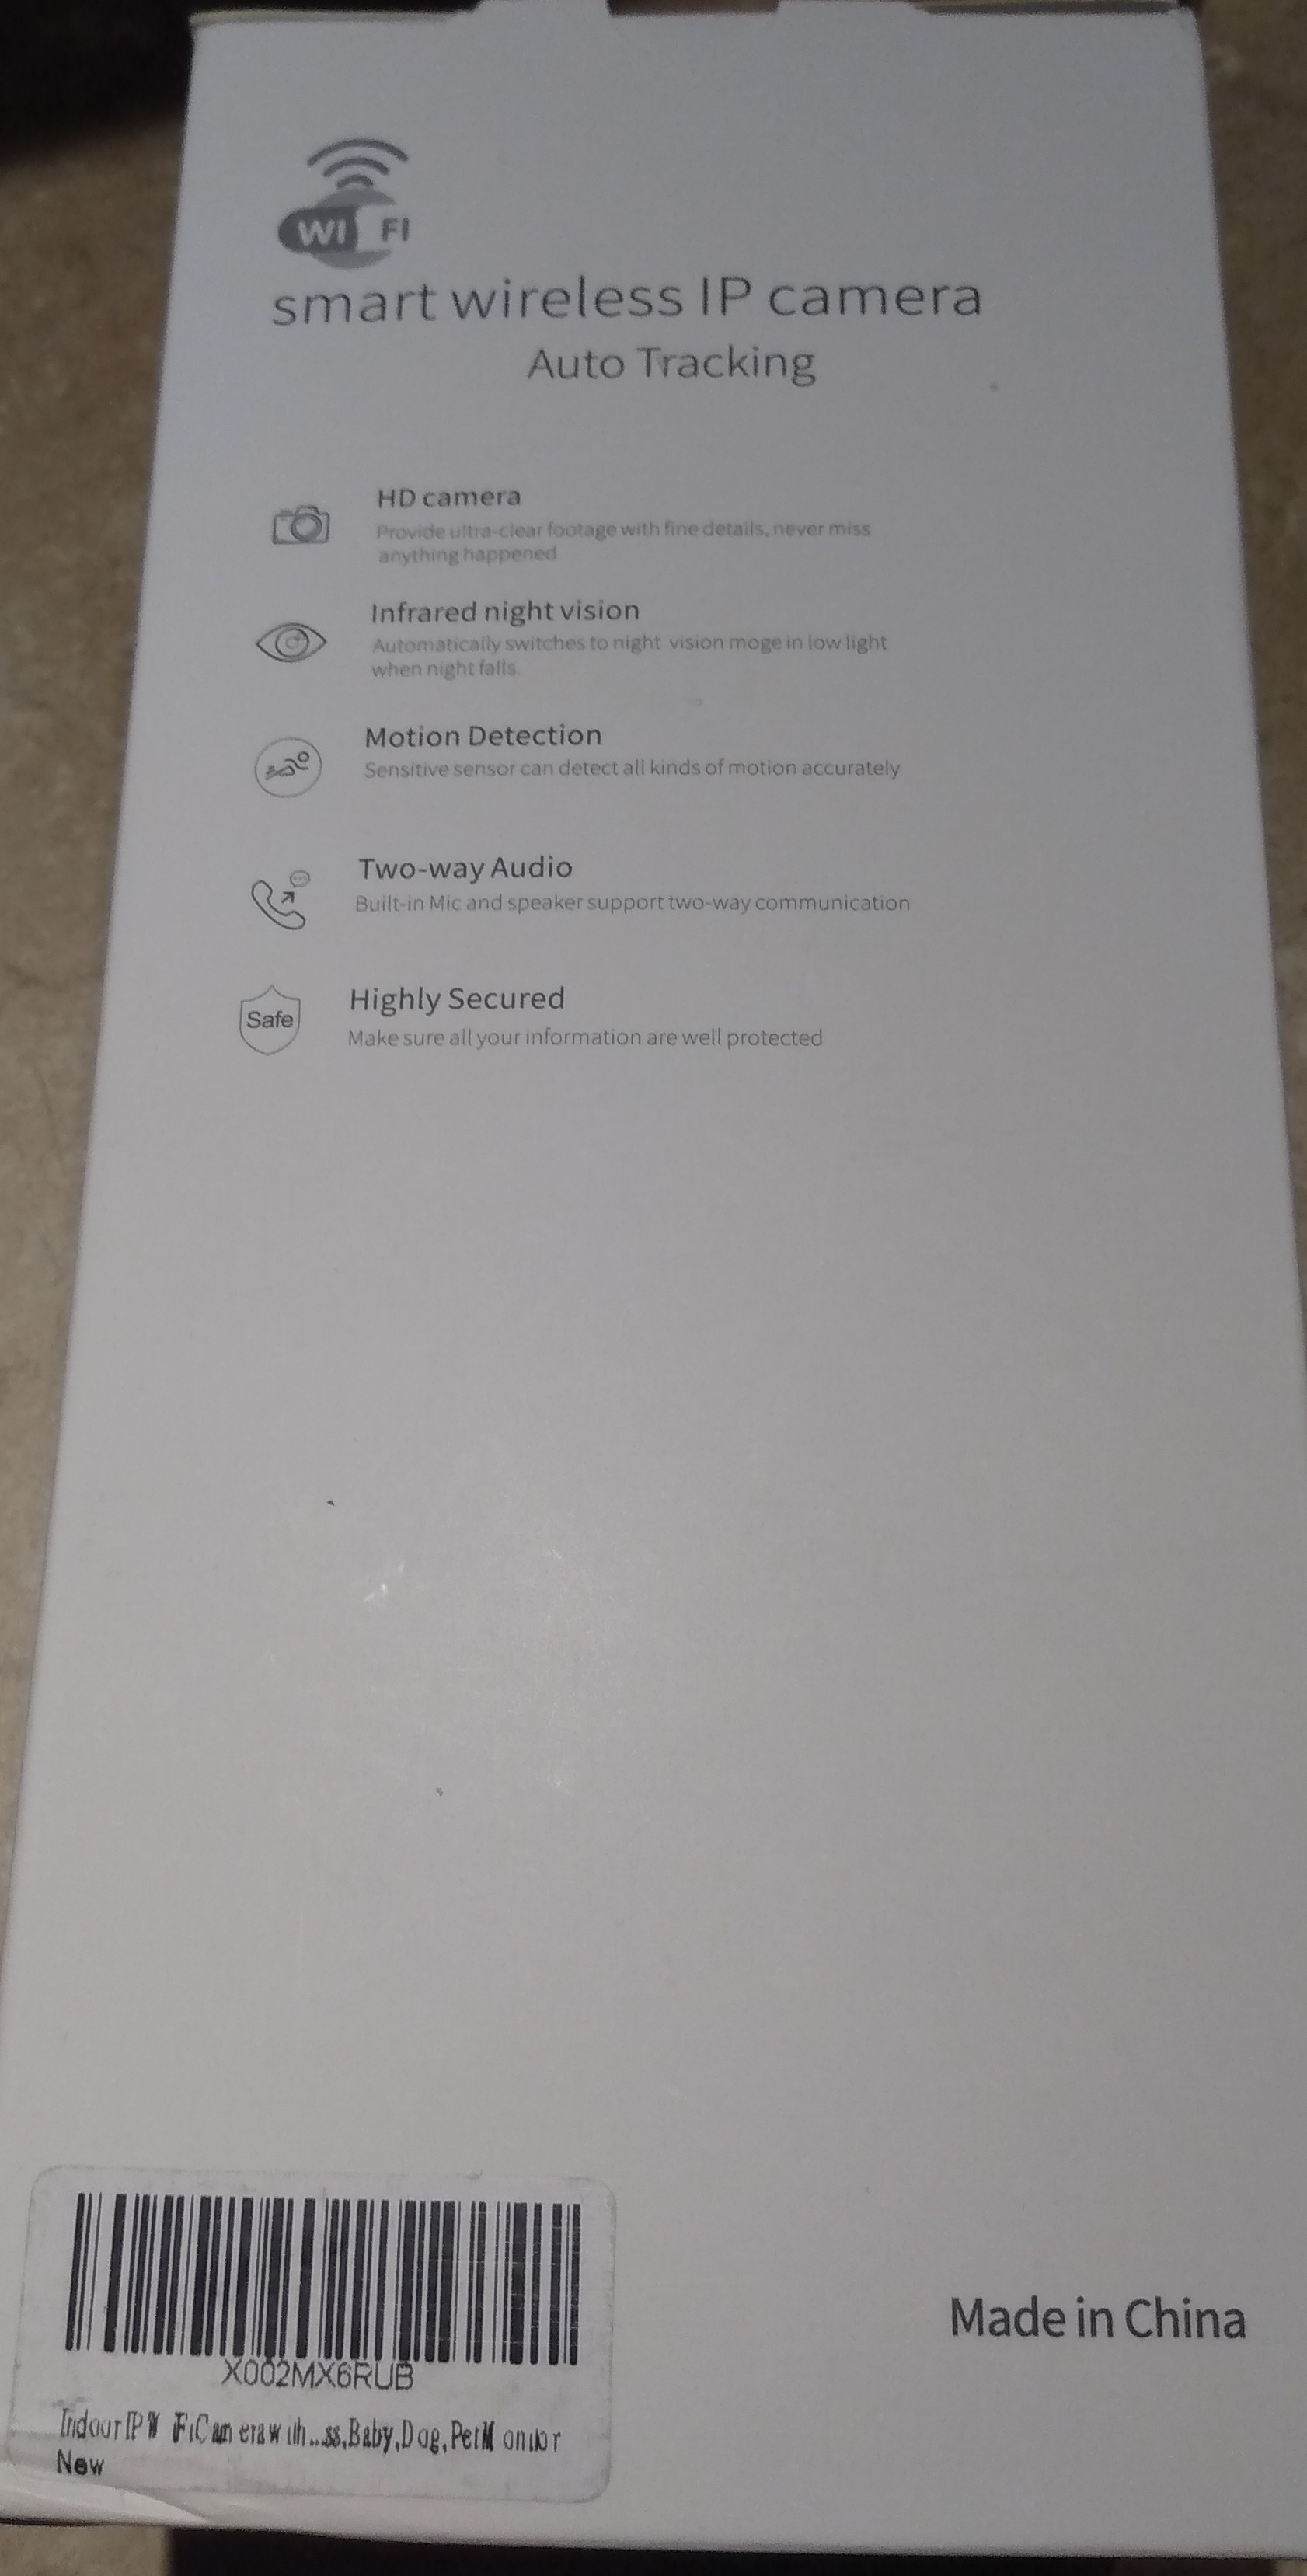 WI FI
smart wireless IP camera
Auto Tracking
HD camera
Provide ultra-clear footage with fine details, never miss
anything happened
Infrared night vision
Automatically switches to night vision moge in low light
when night falls.
Motion Detection
Sensitive sensor can detect all kinds of motion accurately
Two-way Audio
Built-in Mic and speaker support two-way communication
Safe
Highly Secured
Make sure all your information are well protected
X002MX6RUB
Indoor IP WiFi Camera with...ss,Baby,Dog,Pet Monitor
New
Made in China